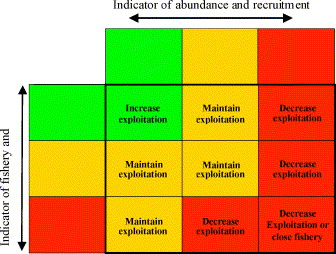 Indicator of abundance and recruitment
Indicator of fishery and
Increase
exploitation
Maintain
exploitation
Decrease
exploitation
Maintain
exploitation
Maintain
exploitation
Decrease
exploitation
Maintain
exploitation
Decrease
exploitation
Decrease
Exploitation or
close fishery